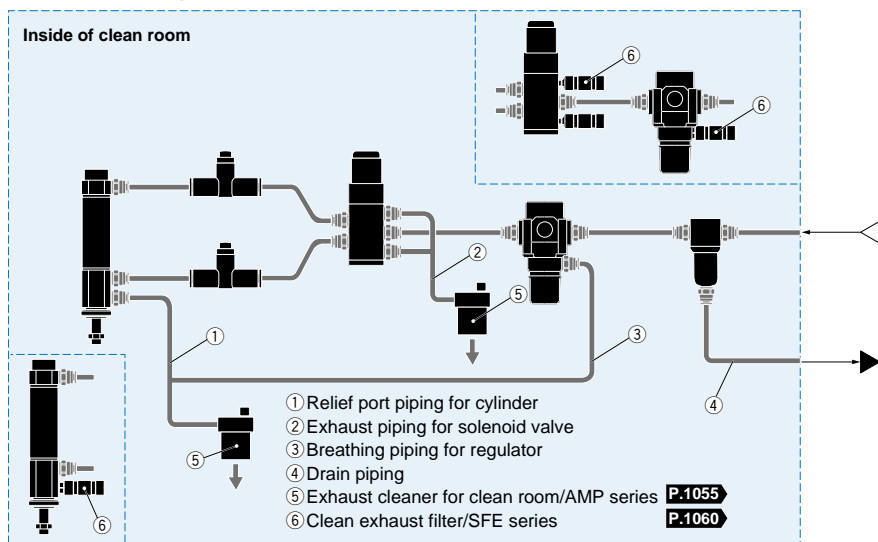 Inside of clean room
⑥
⑥
②
⑤
①
③
④
⑤
⑥
①Relief port piping for cylinder
②Exhaust piping for solenoid valve
③Breathing piping for regulator
④Drain piping
⑤Exhaust cleaner for clean room/AMP series P.1055
⑥Clean exhaust filter/SFE series P.1060